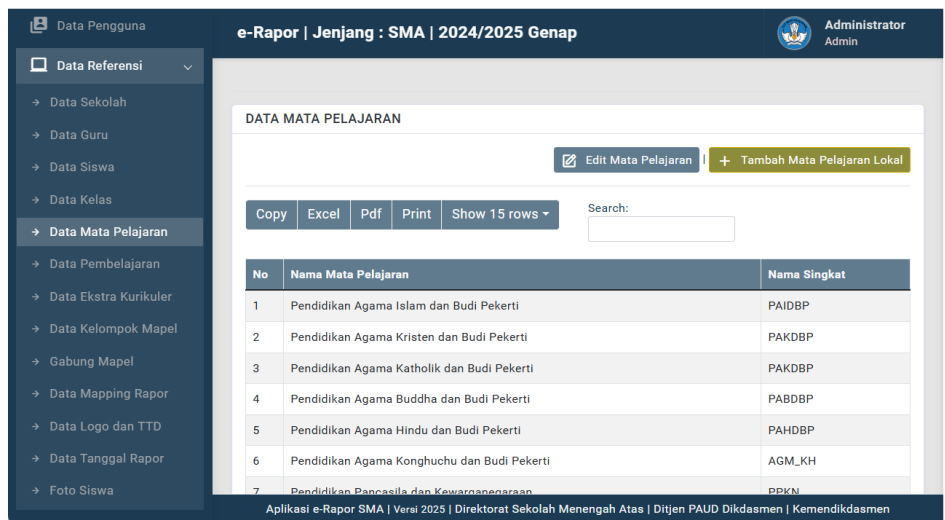 Data Pengguna
Data Referensi
Data Sekolah
Data Guru
Data Siswa
Data Kelas
Data Mata Pelajaran
Data Pembelajaran
Data Ekstra Kurikuler
Data Kelompok Mapel
Gabung Mapel
Data Mapping Rapor
Data Logo dan TTD
Data Tanggal Rapor
Foto Siswa
e-Rapor | Jenjang : SMA | 2024/2025 Genap
Administrator
Admin
DATA MATA PELAJARAN
Edit Mata Pelajaran | + Tambah Mata Pelajaran Lokal
Copy Excel Pdf Print Show 15 rows
Search:
No Nama Mata Pelajaran Nama Singkat
1 Pendidikan Agama Islam dan Budi Pekerti PAIDBP
2 Pendidikan Agama Kristen dan Budi Pekerti PAKDBP
3 Pendidikan Agama Katholik dan Budi Pekerti PAKDBP
4 Pendidikan Agama Buddha dan Budi Pekerti PABDBP
5 Pendidikan Agama Hindu dan Budi Pekerti PAHDBP
6 Pendidikan Agama Konghuchu dan Budi Pekerti AGM_KH
7 Pendidikan Pancasila dan Kewarganegaraan PPKN
Aplikasi e-Rapor SMA | Versi 2025 | Direktorat Sekolah Menengah Atas | Ditjen PAUD Dikdasmen | Kemendikdasmen